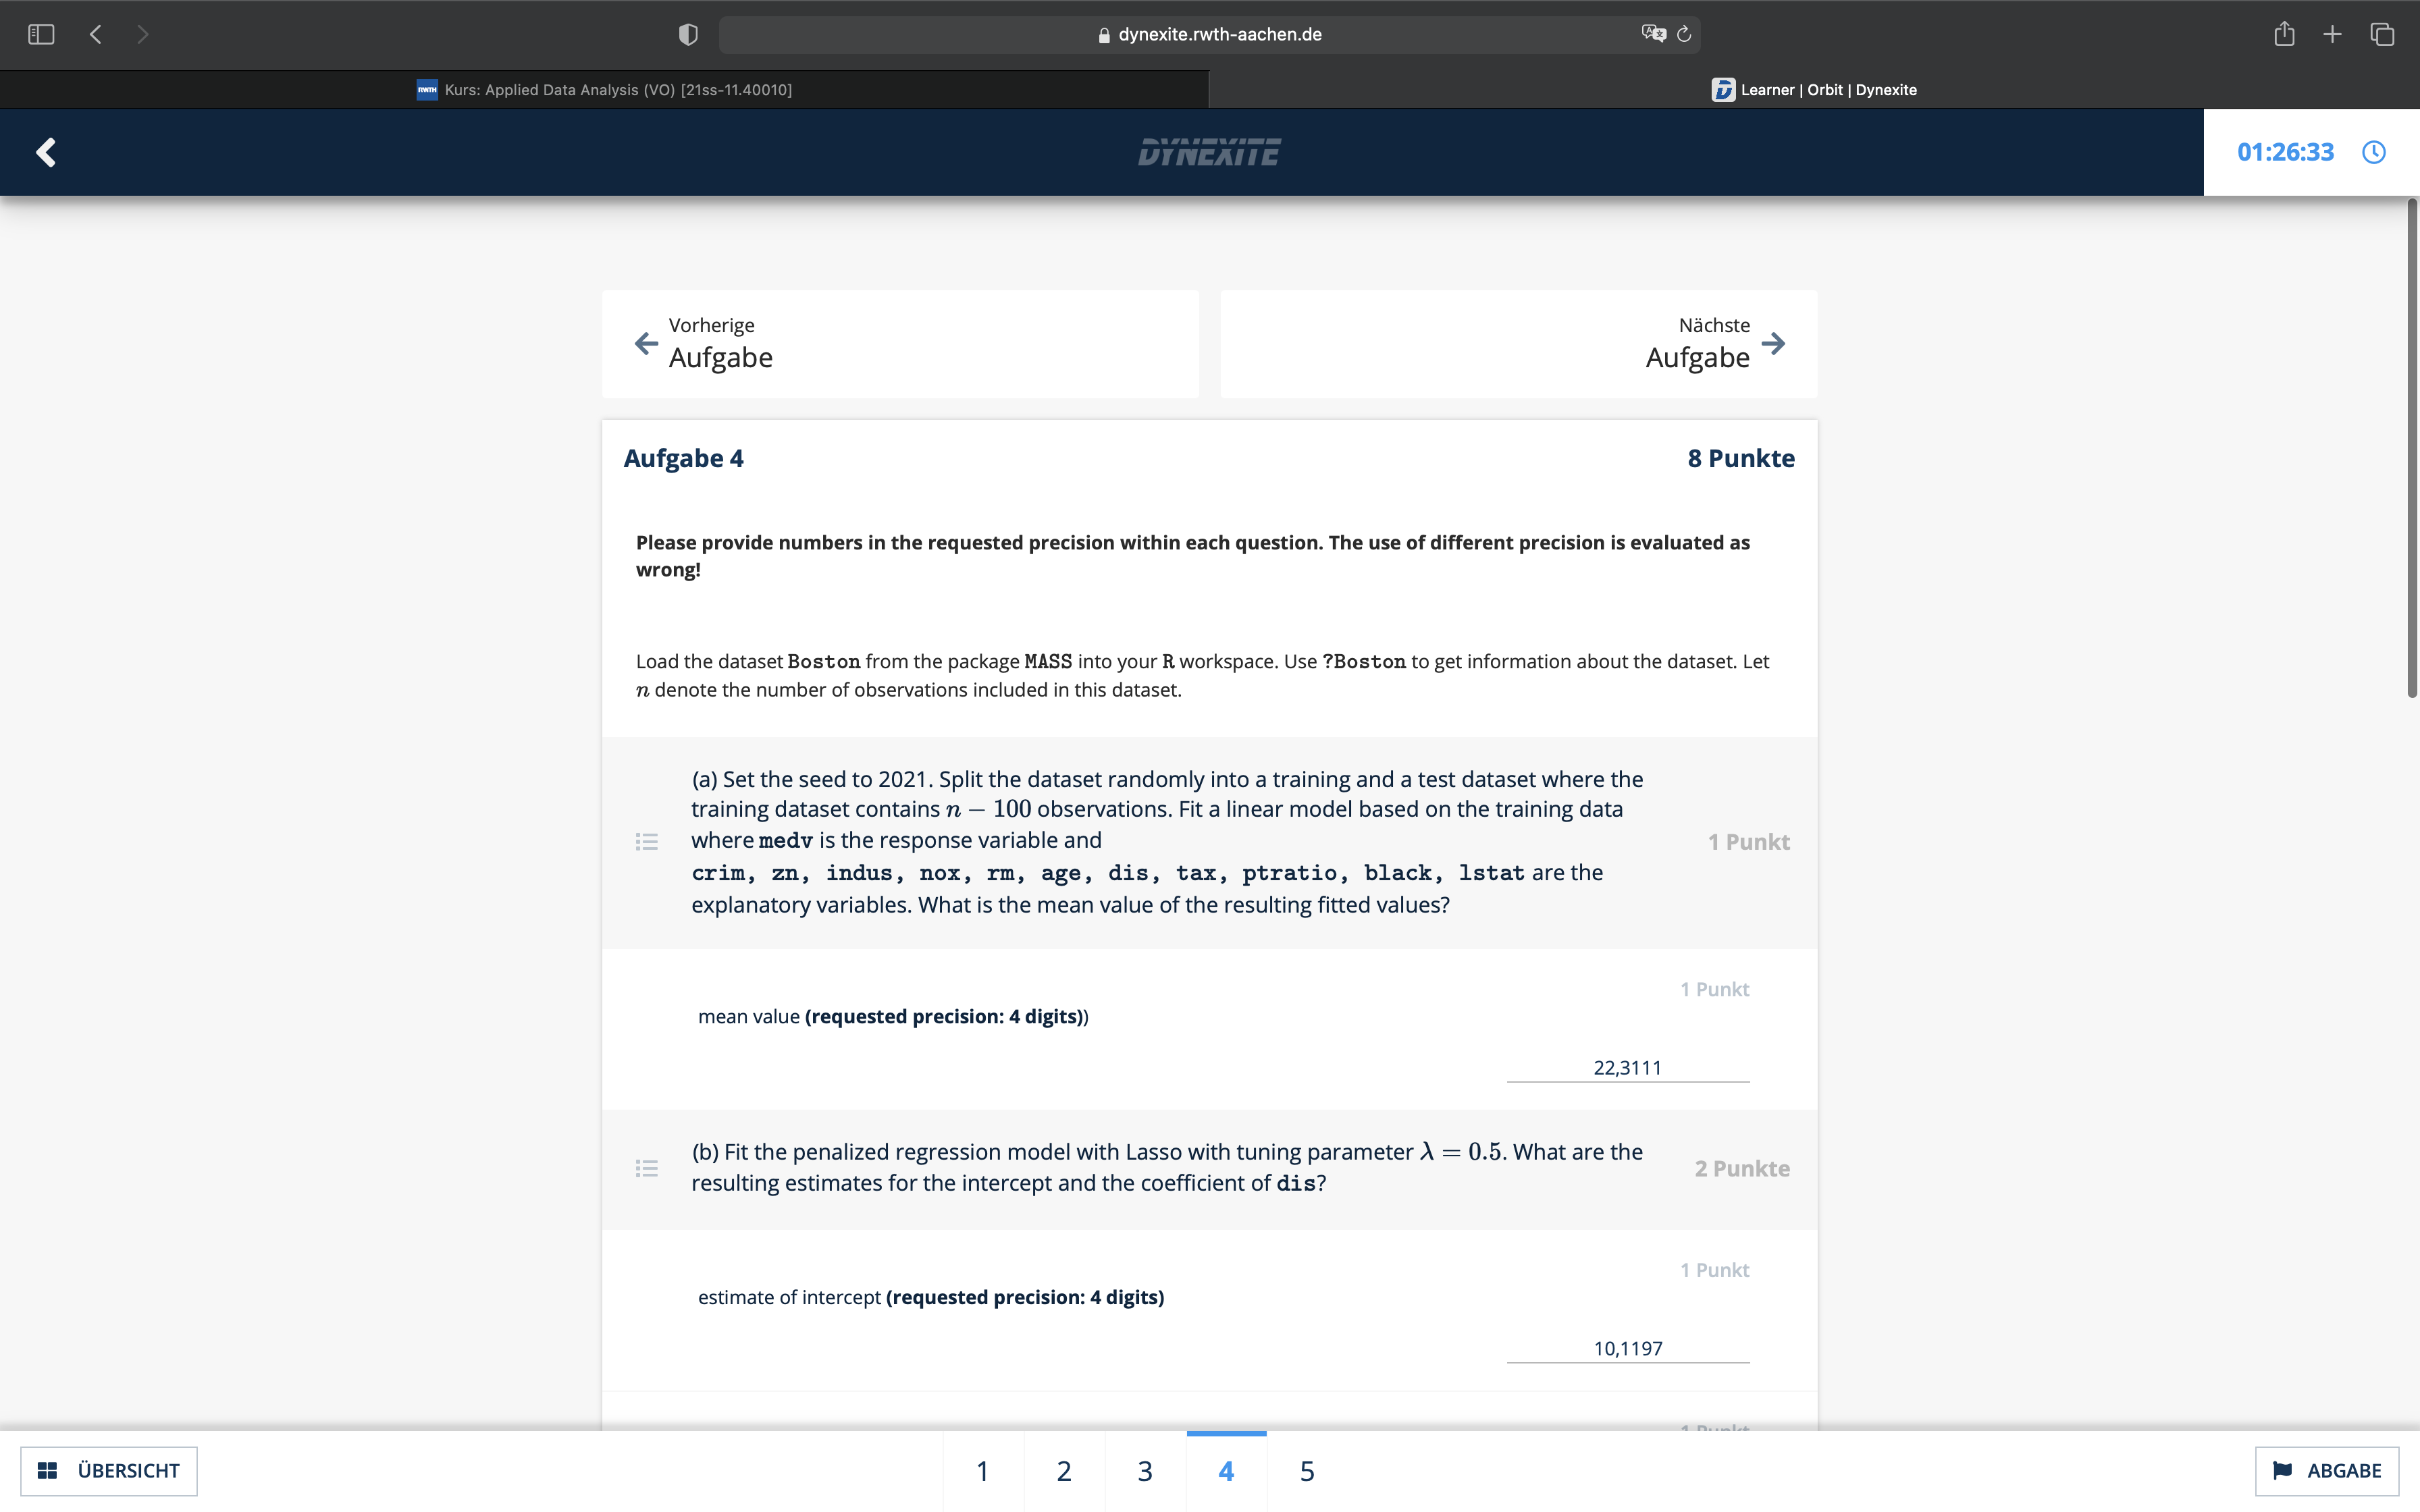 dynexite.rwth-aachen.de
RWTH Kurs: Applied Data Analysis (VO) [21ss-11.40010]
Learner | Orbit | Dynexite
DYNEXITE
01:26:33
Vorherige
Aufgabe
Nächste
Aufgabe
Aufgabe 4
8 Punkte
Please provide numbers in the requested precision within each question. The use of different precision is evaluated as
wrong!
Load the dataset Boston from the package MASS into your R workspace. Use ?Boston to get information about the dataset. Let
n denote the number of observations included in this dataset.
(a) Set the seed to 2021. Split the dataset randomly into a training and a test dataset where the
training dataset contains n − 100 observations. Fit a linear model based on the training data
where medv is the response variable and
crim, zn, indus, nox, rm, age, dis, tax, ptratio, black, lstat are the
explanatory variables. What is the mean value of the resulting fitted values?
1 Punkt
1 Punkt
mean value (requested precision: 4 digits))
22,3111
(b) Fit the penalized regression model with Lasso with tuning parameter λ = 0.5. What are the
resulting estimates for the intercept and the coefficient of dis?
2 Punkte
1 Punkt
estimate of intercept (requested precision: 4 digits)
10,1197
1 Punkt
ÜBERSICHT
1
2
3
4
5
ABGABE